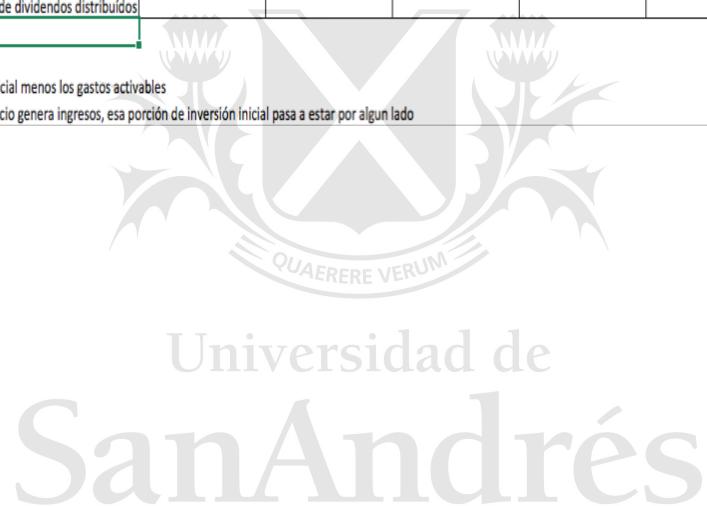 de dividendos distribuídos
cial menos los gastos activables
cio genera ingresos, esa porción de inversión inicial pasa a estar por algun lado
QUAERERE VERUM
Universidad de
SanAndrés